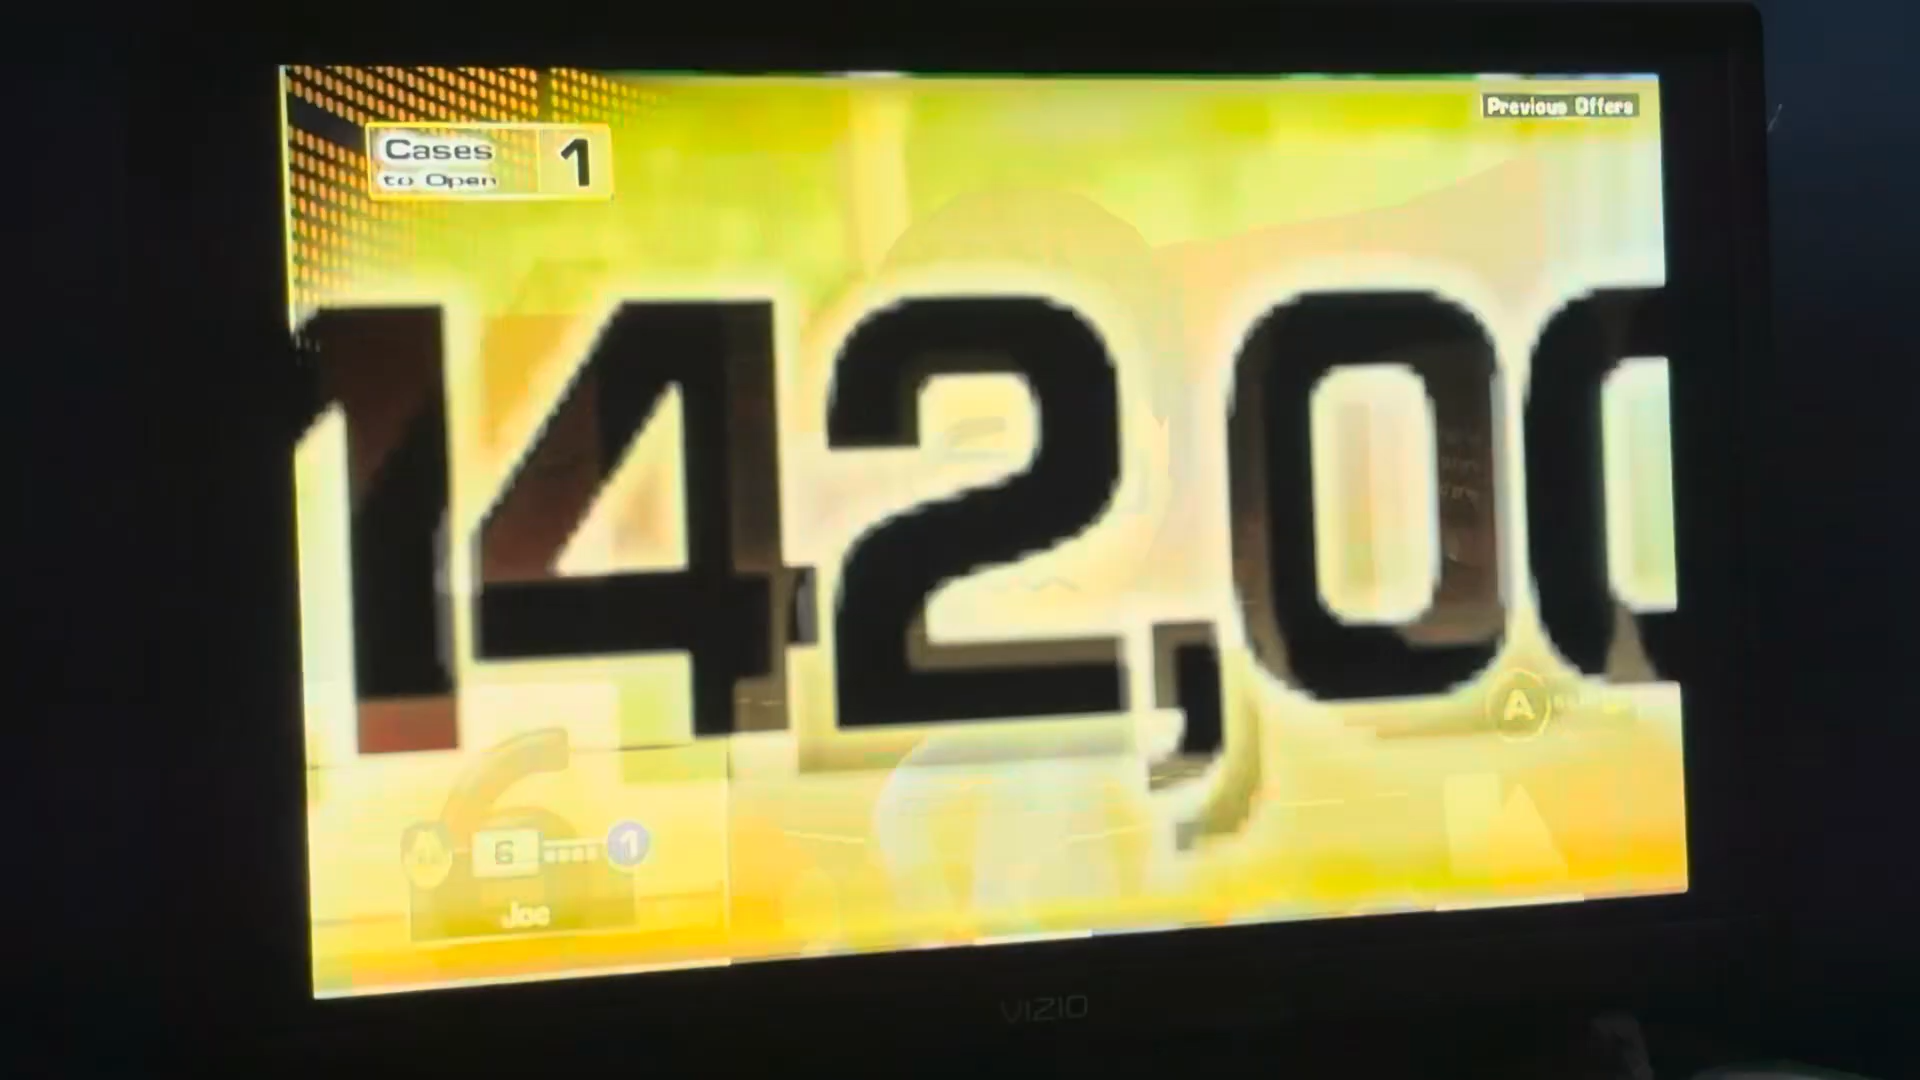 Previous Offers
Cases 1
to Open
142,00
A
6 1
Joe
VIZIO